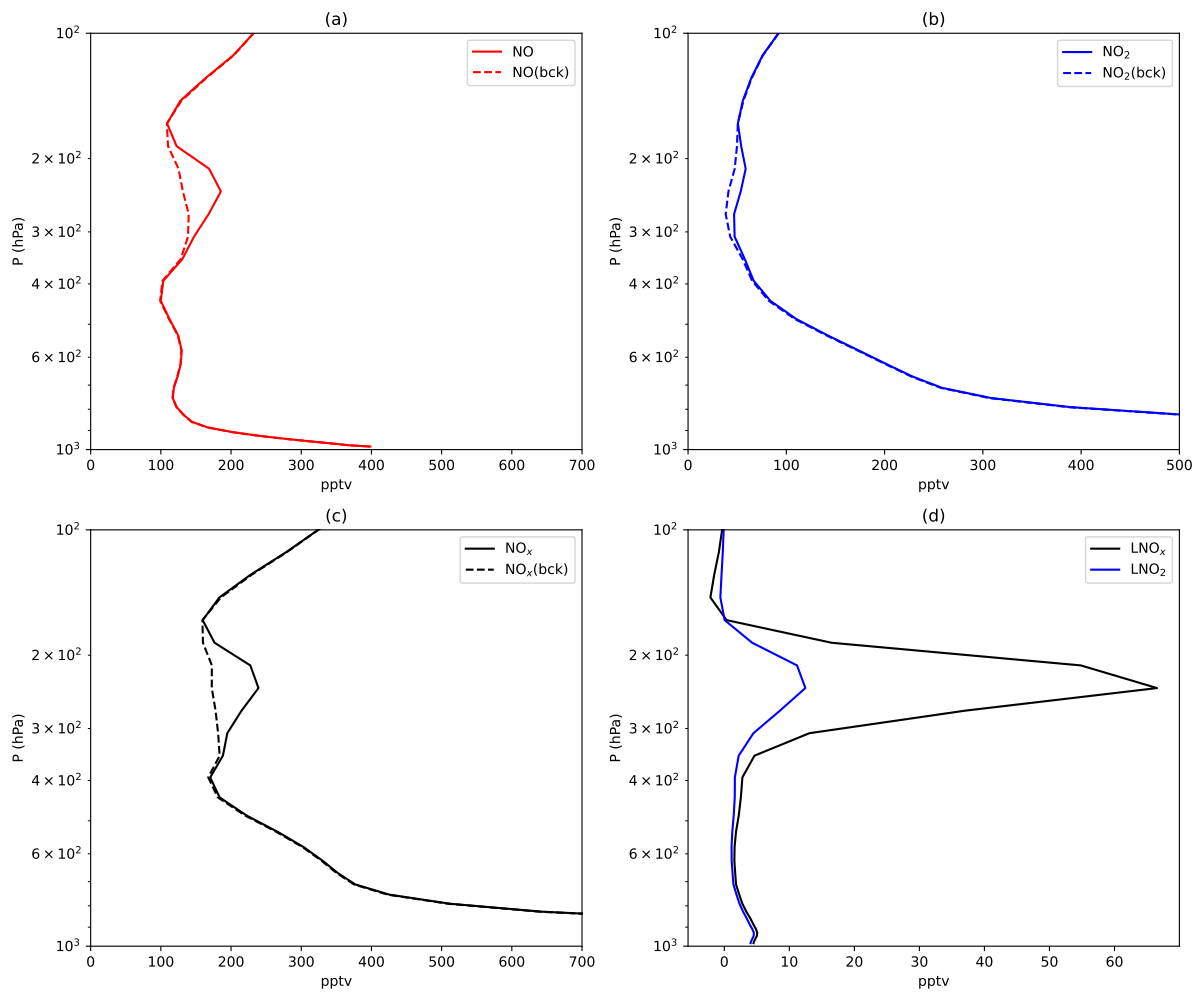 (a)
10²
2 × 10²
3 × 10²
4 × 10²
6 × 10²
10³
P (hPa)
0 100 200 300 400 500 600 700
pptv
NO
NO(bck)
(b)
10²
2 × 10²
3 × 10²
4 × 10²
6 × 10²
10³
P (hPa)
0 100 200 300 400 500
pptv
NO₂
NO₂(bck)
(c)
10²
2 × 10²
3 × 10²
4 × 10²
6 × 10²
10³
P (hPa)
0 100 200 300 400 500 600 700
pptv
NOₓ
NOₓ(bck)
(d)
10²
2 × 10²
3 × 10²
4 × 10²
6 × 10²
10³
P (hPa)
0 10 20 30 40 50 60
pptv
LNOₓ
LNO₂